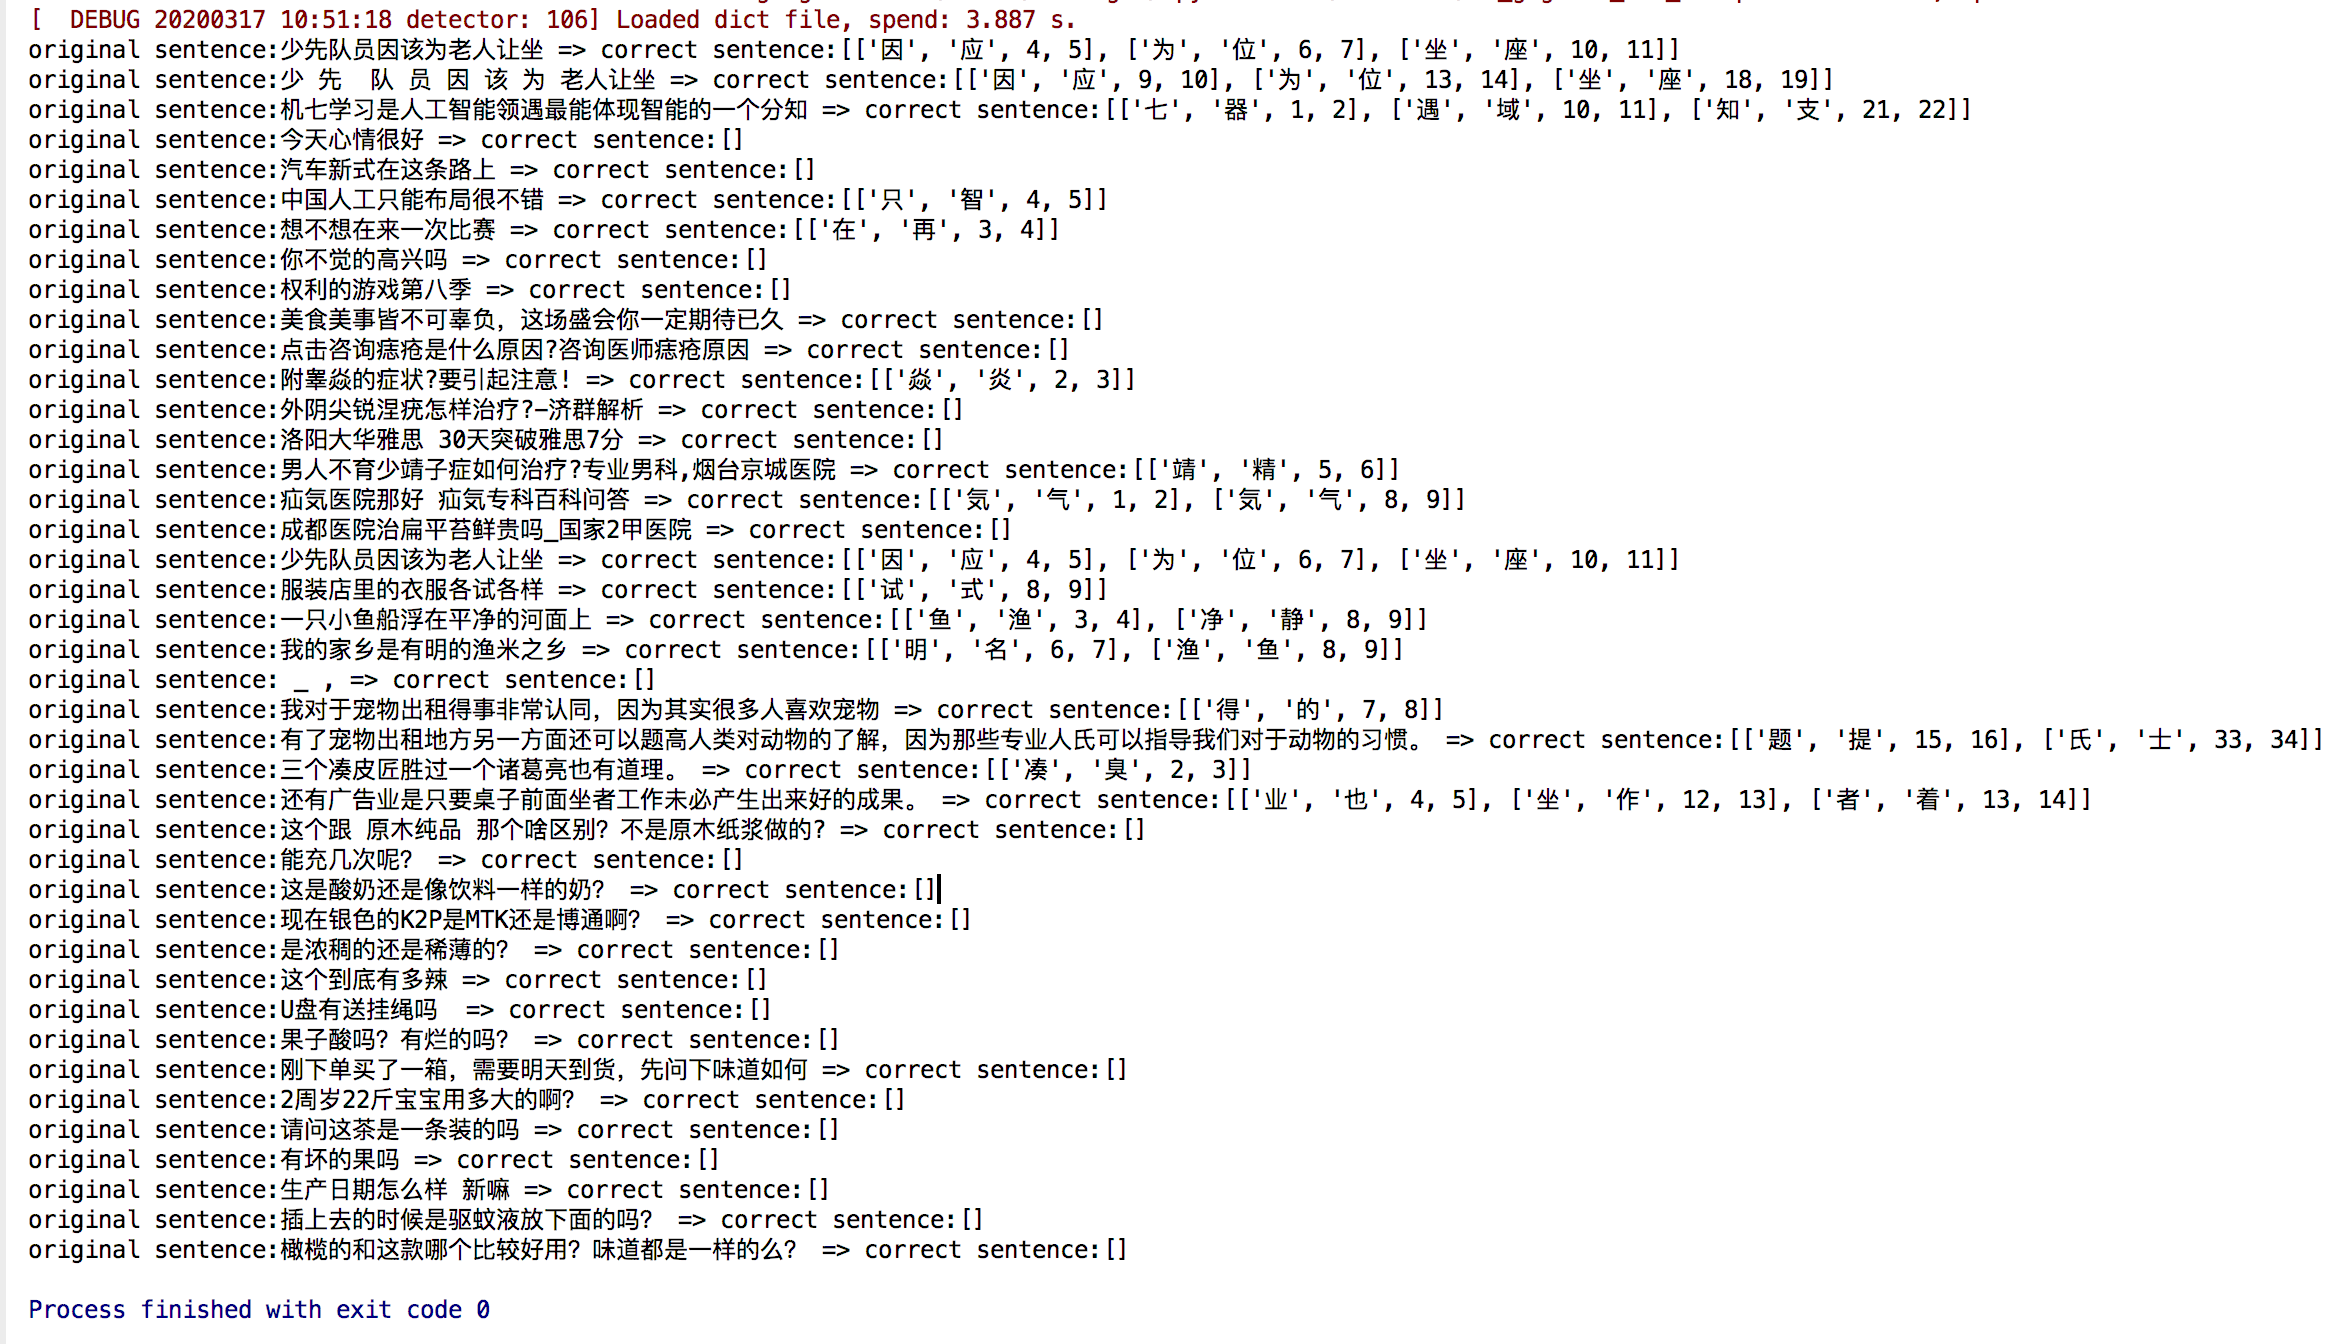 [  DEBUG 20200317 10:51:18 detector: 106] Loaded dict file, spend: 3.887 s.
original sentence:少先队员因该为老人让坐 => correct sentence:[['因', '应', 4, 5], ['为', '位', 6, 7], ['坐', '座', 10, 11]]
original sentence:少 先  队 员 因 该 为 老人让坐 => correct sentence:[['因', '应', 9, 10], ['为', '位', 13, 14], ['坐', '座', 18, 19]]
original sentence:机七学习是人工智能领遇最能体现智能的一个分知 => correct sentence:[['七', '器', 1, 2], ['遇', '域', 10, 11], ['知', '支', 21, 22]]
original sentence:今天心情很好 => correct sentence:[]
original sentence:汽车新式在这条路上 => correct sentence:[]
original sentence:中国人工只能布局很不错 => correct sentence:[['只', '智', 4, 5]]
original sentence:想不想在来一次比赛 => correct sentence:[['在', '再', 3, 4]]
original sentence:你不觉的高兴吗 => correct sentence:[]
original sentence:权利的游戏第八季 => correct sentence:[]
original sentence:美食美事皆不可辜负，这场盛会你一定期待已久 => correct sentence:[]
original sentence:点击咨询痣疮是什么原因?咨询医师痣疮原因 => correct sentence:[]
original sentence:附睾焱的症状?要引起注意! => correct sentence:[['焱', '炎', 2, 3]]
original sentence:外阴尖锐涅疣怎样治疗?-济群解析 => correct sentence:[]
original sentence:洛阳大华雅思 30天突破雅思7分 => correct sentence:[]
original sentence:男人不育少靖子症如何治疗?专业男科,烟台京城医院 => correct sentence:[['靖', '精', 5, 6]]
original sentence:疝気医院那好 疝気专科百科问答 => correct sentence:[['気', '气', 1, 2], ['気', '气', 8, 9]]
original sentence:成都医院治扁平苔鲜贵吗_国家2甲医院 => correct sentence:[]
original sentence:少先队员因该为老人让坐 => correct sentence:[['因', '应', 4, 5], ['为', '位', 6, 7], ['坐', '座', 10, 11]]
original sentence:服装店里的衣服各试各样 => correct sentence:[['试', '式', 8, 9]]
original sentence:一只小鱼船浮在平净的河面上 => correct sentence:[['鱼', '渔', 3, 4], ['净', '静', 8, 9]]
original sentence:我的家乡是有明的渔米之乡 => correct sentence:[['明', '名', 6, 7], ['渔', '鱼', 8, 9]]
original sentence: _ , => correct sentence:[]
original sentence:我对于宠物出租得事非常认同，因为其实很多人喜欢宠物 => correct sentence:[['得', '的', 7, 8]]
original sentence:有了宠物出租地方另一方面还可以题高人类对动物的了解，因为那些专业人氏可以指导我们对于动物的习惯。 => correct sentence:[['题', '提', 15, 16], ['氏', '士', 33, 34]]
original sentence:三个凑皮匠胜过一个诸葛亮也有道理。 => correct sentence:[['凑', '臭', 2, 3]]
original sentence:还有广告业是只要桌子前面坐者工作未必产生出来好的成果。 => correct sentence:[['业', '也', 4, 5], ['坐', '作', 12, 13], ['者', '着', 13, 14]]
original sentence:这个跟 原木纯品 那个啥区别？不是原木纸浆做的? => correct sentence:[]
original sentence:能充几次呢？ => correct sentence:[]
original sentence:这是酸奶还是像饮料一样的奶？ => correct sentence:[]
original sentence:现在银色的K2P是MTK还是博通啊？ => correct sentence:[]
original sentence:是浓稠的还是稀薄的？ => correct sentence:[]
original sentence:这个到底有多辣 => correct sentence:[]
original sentence:U盘有送挂绳吗  => correct sentence:[]
original sentence:果子酸吗？有烂的吗？ => correct sentence:[]
original sentence:刚下单买了一箱，需要明天到货，先问下味道如何 => correct sentence:[]
original sentence:2周岁22斤宝宝用多大的啊？ => correct sentence:[]
original sentence:请问这茶是一条装的吗 => correct sentence:[]
original sentence:有坏的果吗 => correct sentence:[]
original sentence:生产日期怎么样 新嘛 => correct sentence:[]
original sentence:插上去的时候是驱蚊液放下面的吗？ => correct sentence:[]
original sentence:橄榄的和这款哪个比较好用？味道都是一样的么？ => correct sentence:[]
Process finished with exit code 0